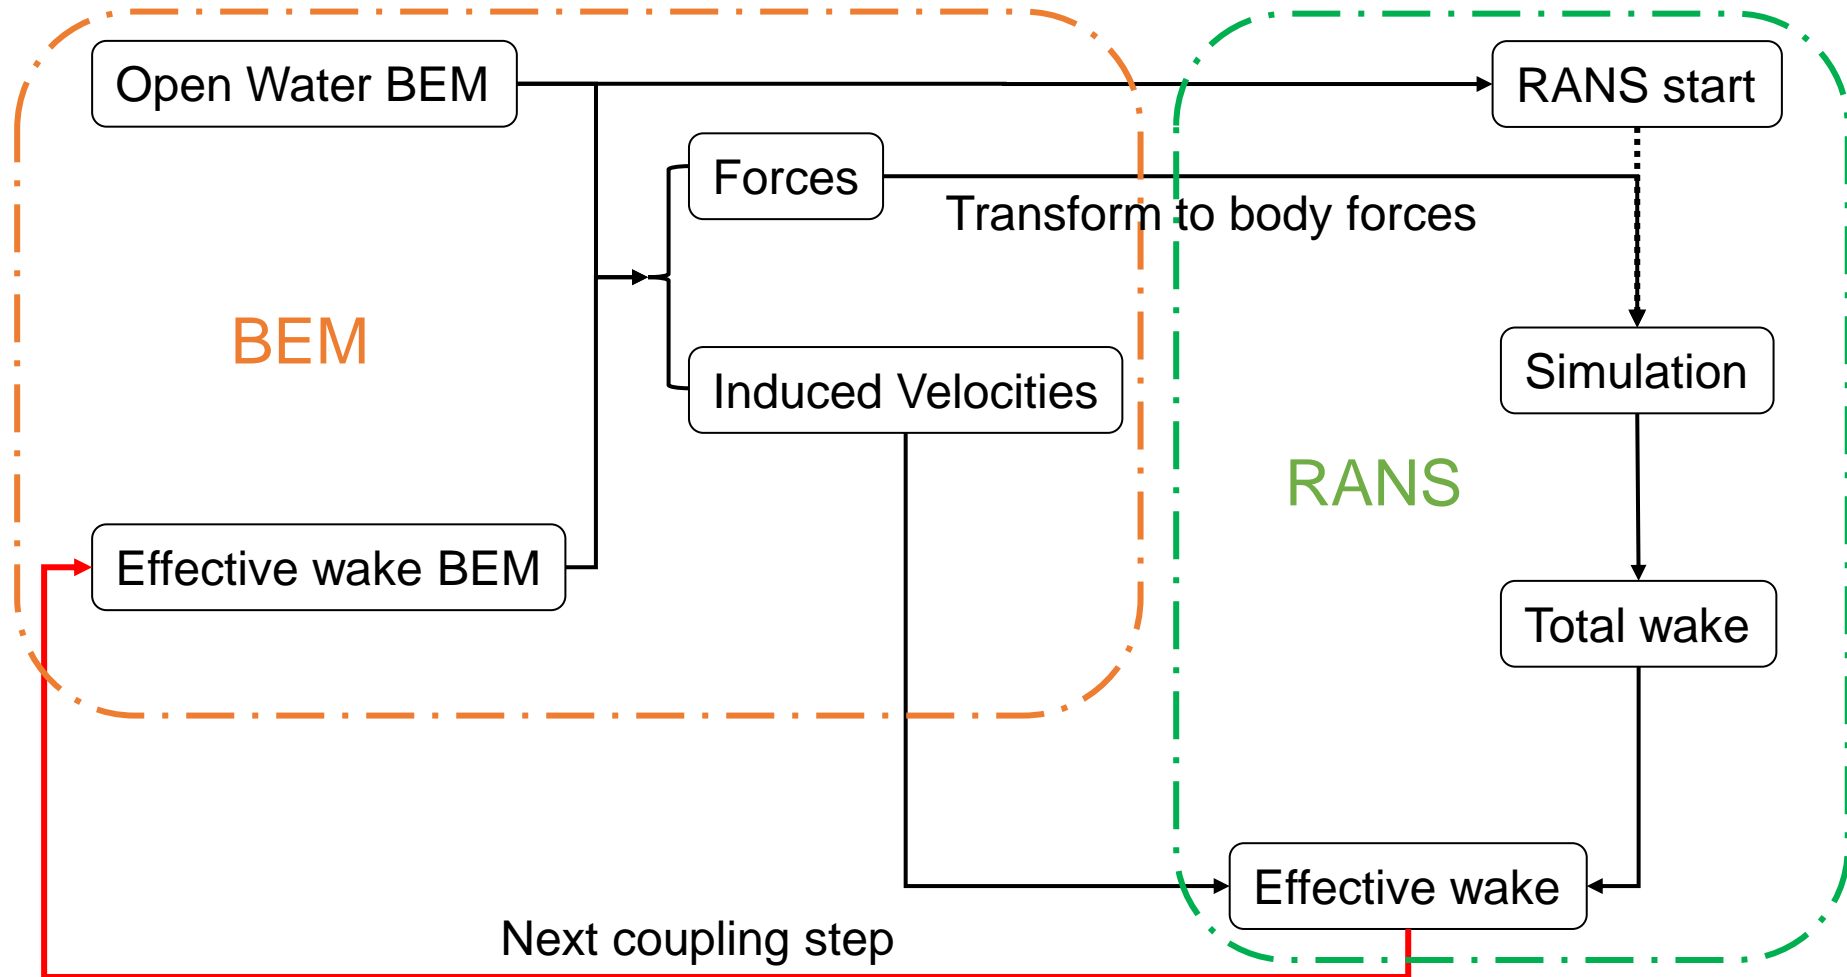 Open Water BEM
RANS start
Forces
Transform to body forces
BEM
Induced Velocities
Simulation
RANS
Effective wake BEM
Total wake
Effective wake
Next coupling step